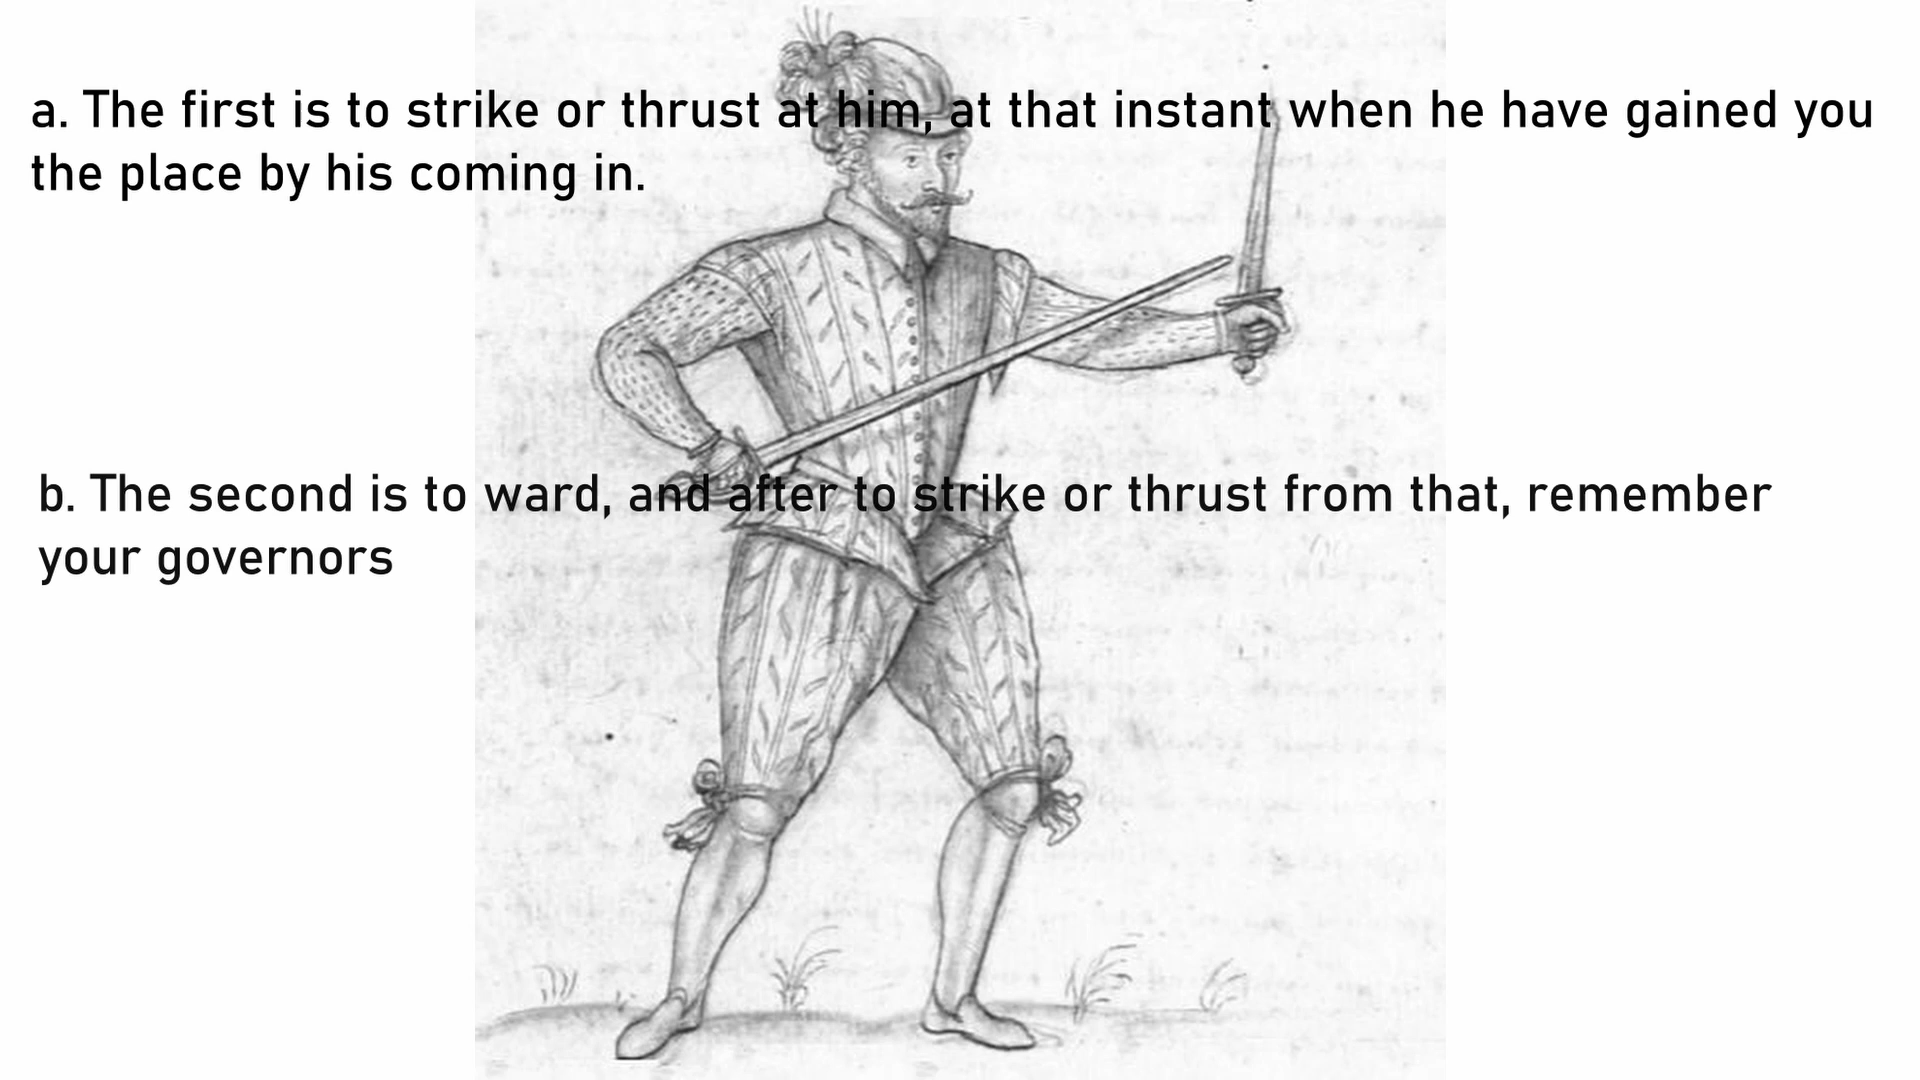 a. The first is to strike or thrust at him, at that instant when he have gained you
the place by his coming in.
b. The second is to ward, and after to strike or thrust from that, remember
your governors